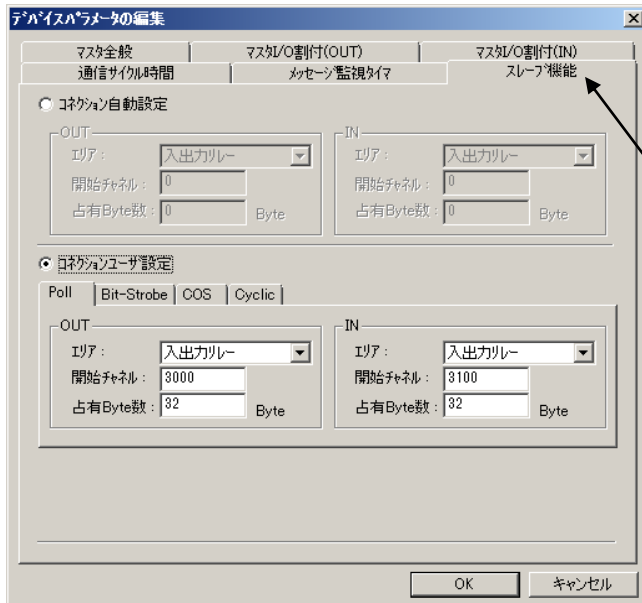 ﾃﾞﾊﾞｲｽﾊﾟﾗﾒｰﾀの編集
マスタ全般 マスタI/O割付(OUT) マスタI/O割付(IN)
通信ｻｲｸﾙ時間 ﾒｯｾｰｼﾞ監視ﾀｲﾏ スレーブ機能
ｺﾈｸｼｮﾝ自動設定
OUT
ｴﾘｱ： 入出力ﾘﾚｰ
開始ﾁｬﾈﾙ： 0
占有Byte数： 0 Byte
IN
ｴﾘｱ： 入出力ﾘﾚｰ
開始ﾁｬﾈﾙ： 0
占有Byte数： 0 Byte
ｺﾈｸｼｮﾝﾕｰｻﾞ設定
Poll Bit-Strobe COS Cyclic
OUT
ｴﾘｱ： 入出力ﾘﾚｰ
開始ﾁｬﾈﾙ： 3000
占有Byte数： 32 Byte
IN
ｴﾘｱ： 入出力ﾘﾚｰ
開始ﾁｬﾈﾙ： 3100
占有Byte数： 32 Byte
OK ｷｬﾝｾﾙ